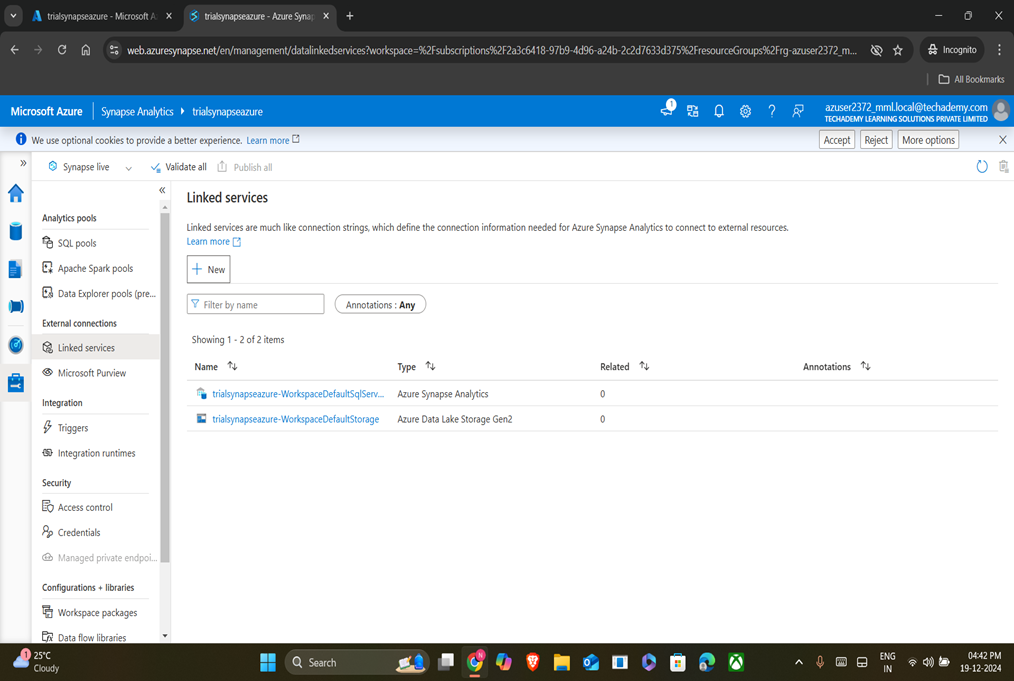 trialsynapseazure - Microsoft A
trialsynapseazure - Azure Synap
web.azuresynapse.net/en/management/datalinkedservices?workspace=%2Fsubscriptions%2F2a3c6418-97b9-4d96-a24b-2c2d7633d375%2FresourceGroups%2Frg-azuser2372_m...
Incognito
All Bookmarks
Microsoft Azure
Synapse Analytics
trialsynapseazure
1
azuser2372_mml.local@techademy.com
TECHADEMY LEARNING SOLUTIONS PRIVATE LIMITED
We use optional cookies to provide a better experience. Learn more
Accept
Reject
More options
Synapse live
Validate all
Publish all
Analytics pools
SQL pools
Apache Spark pools
Data Explorer pools (pre...
External connections
Linked services
Microsoft Purview
Integration
Triggers
Integration runtimes
Security
Access control
Credentials
Managed private endpoi...
Configurations + libraries
Workspace packages
Data flow libraries
Linked services
Linked services are much like connection strings, which define the connection information needed for Azure Synapse Analytics to connect to external resources.
Learn more
New
Filter by name
Annotations : Any
Showing 1 - 2 of 2 items
Name Type Related Annotations
trialsynapseazure-WorkspaceDefaultSqlServ... Azure Synapse Analytics 0
trialsynapseazure-WorkspaceDefaultStorage Azure Data Lake Storage Gen2 0
1
25°C
Cloudy
Search
N
ENG
IN
04:42 PM
19-12-2024